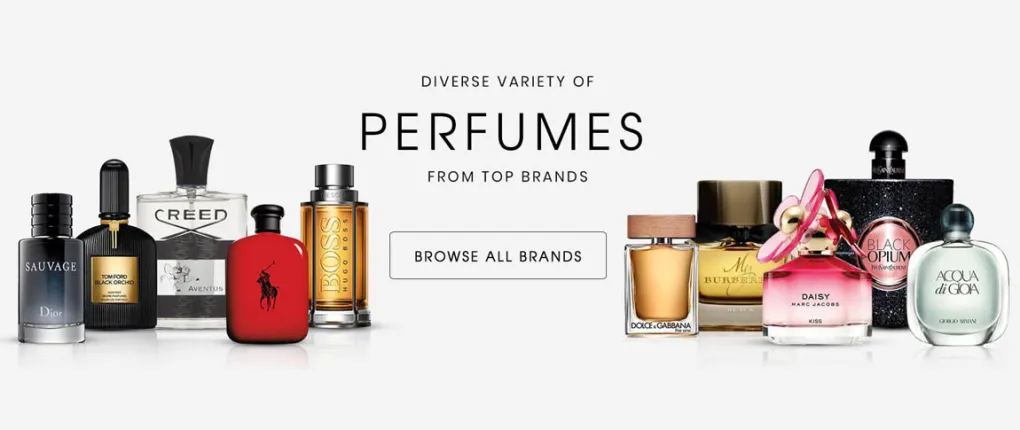 DIVERSE VARIETY OF
PERFUMES
FROM TOP BRANDS
BROWSE ALL BRANDS
SAUVAGE
Dior
TOM FORD
BLACK ORCHID
CREED
AVENTUS
BOSS
HUGO BOSS
DOLCE & GABBANA
the one
My
BURBERRY
DAISY
MARC JACOBS
KISS
BLACK
OPIUM
YVES SAINT LAURENT
ACQUA
di GIOIA
GIORGIO ARMANI